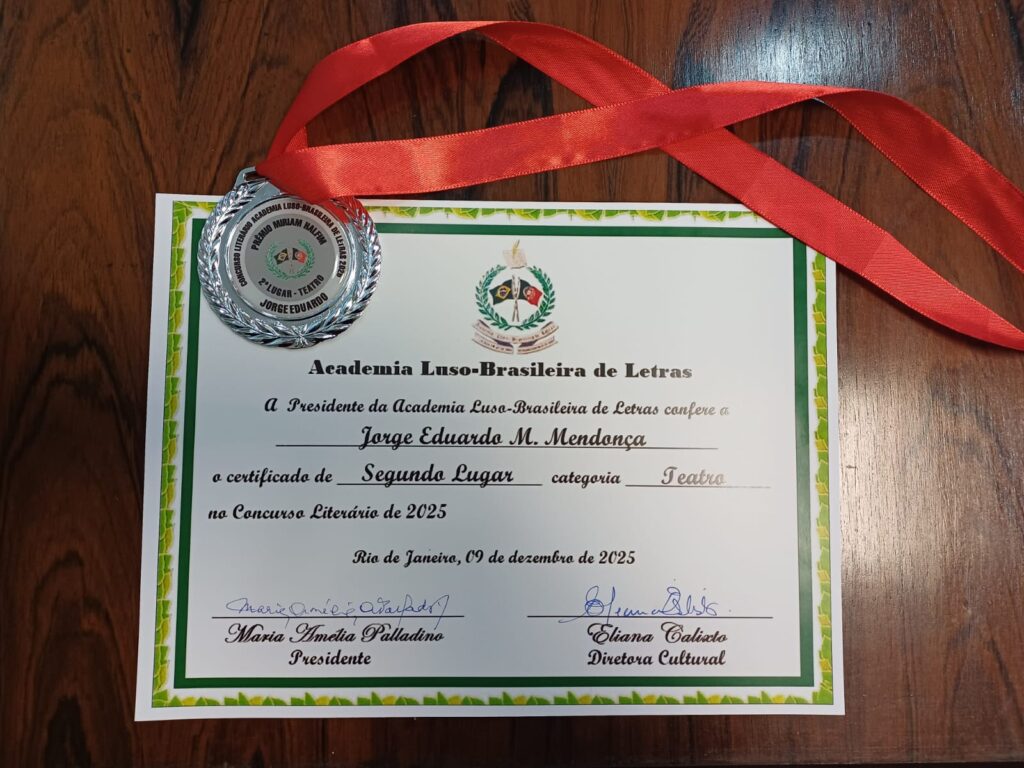 CONCURSO LITERÁRIO ACADEMIA LUSO-BRASILEIRA DE LETRAS 2025
PRÊMIO MIRIAM HALFIM
2º LUGAR - TEATRO
JORGE EDUARDO
Academia Luso-Brasileira de Letras
A Presidente da Academia Luso-Brasileira de Letras confere a
Jorge Eduardo M. Mendonça
o certificado de Segundo Lugar categoria Teatro
no Concurso Literário de 2025
Rio de Janeiro, 09 de dezembro de 2025
Maria Amélia Palladino
Presidente
Eliana Calixto
Diretora Cultural